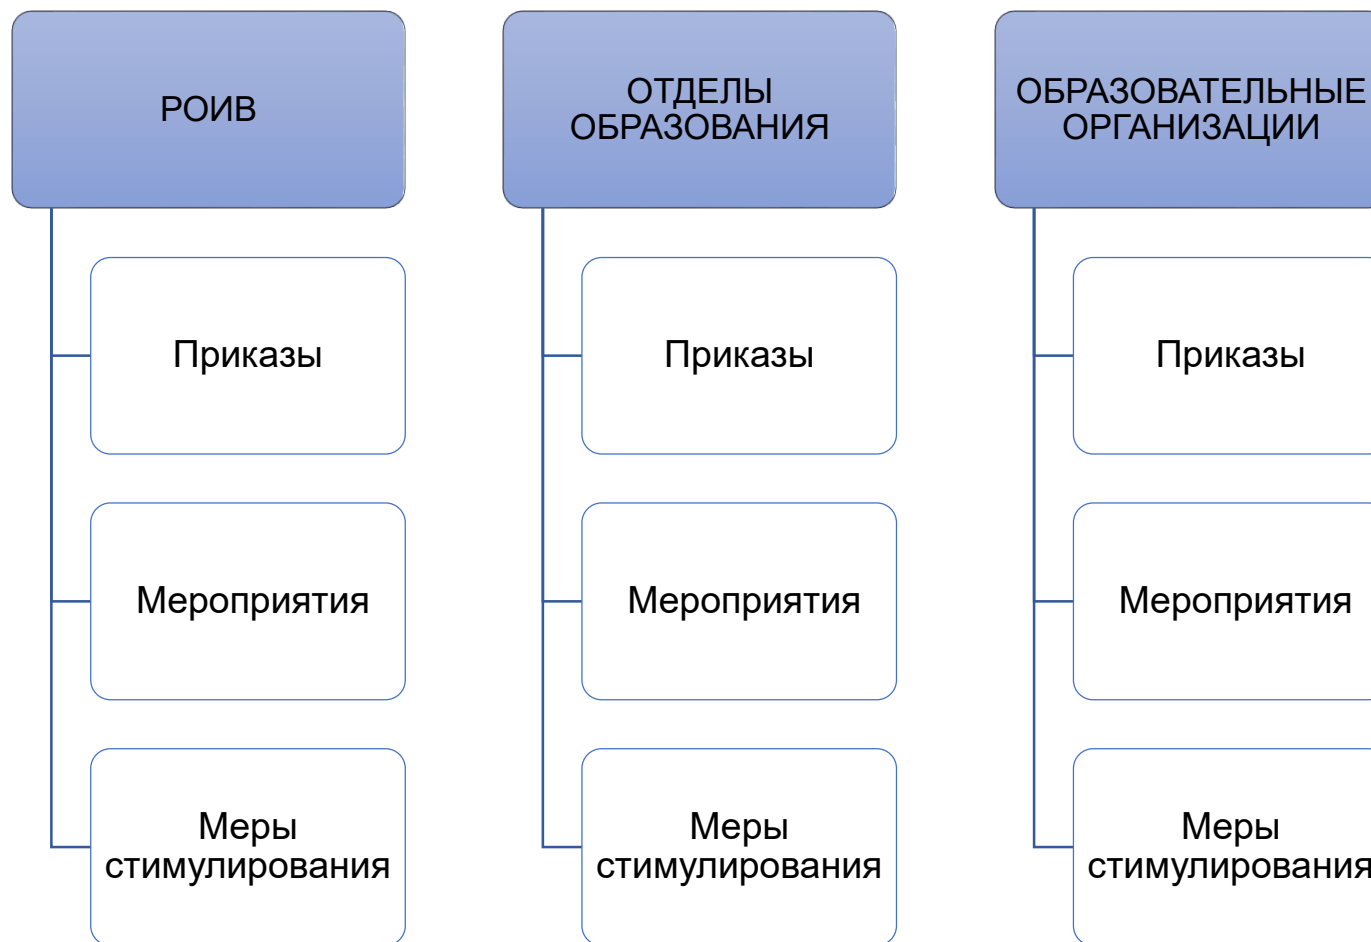 РОИВ
Приказы
Мероприятия
Меры
стимулирования
ОТДЕЛЫ
ОБРАЗОВАНИЯ
Приказы
Мероприятия
Меры
стимулирования
ОБРАЗОВАТЕЛЬНЫЕ
ОРГАНИЗАЦИИ
Приказы
Мероприятия
Меры
стимулирования